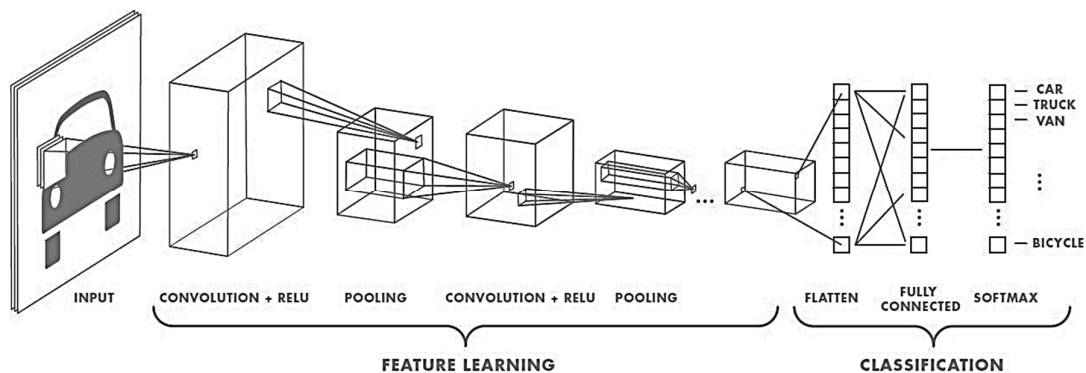 CAR
TRUCK
VAN
BICYCLE
INPUT
CONVOLUTION + RELU
POOLING
CONVOLUTION + RELU
POOLING
FLATTEN
FULLY
CONNECTED
SOFTMAX
FEATURE LEARNING
CLASSIFICATION